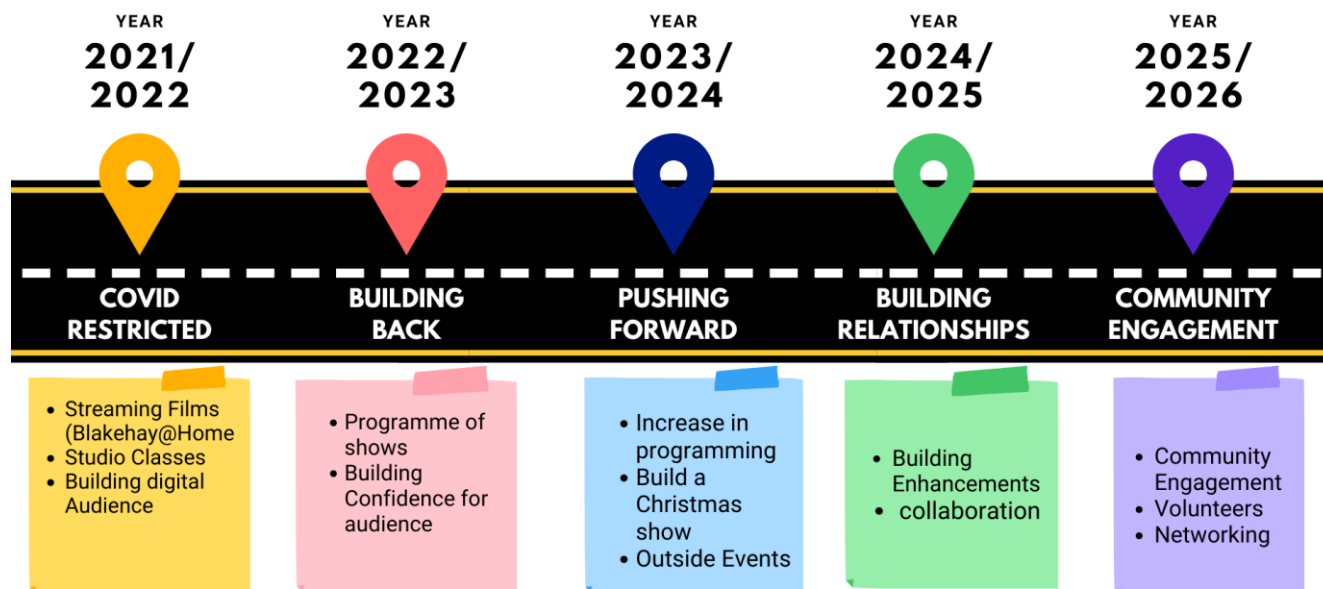 YEAR
2021/
2022
YEAR
2022/
2023
YEAR
2023/
2024
YEAR
2024/
2025
YEAR
2025/
2026
COVID
RESTRICTED
BUILDING
BACK
PUSHING
FORWARD
BUILDING
RELATIONSHIPS
COMMUNITY
ENGAGEMENT
• Streaming Films
(Blakehay@Home
• Studio Classes
• Building digital
Audience
• Programme of
shows
• Building
Confidence for
audience
• Increase in
programming
• Build a
Christmas
show
• Outside Events
• Building
Enhancements
• collaboration
• Community
Engagement
• Volunteers
• Networking